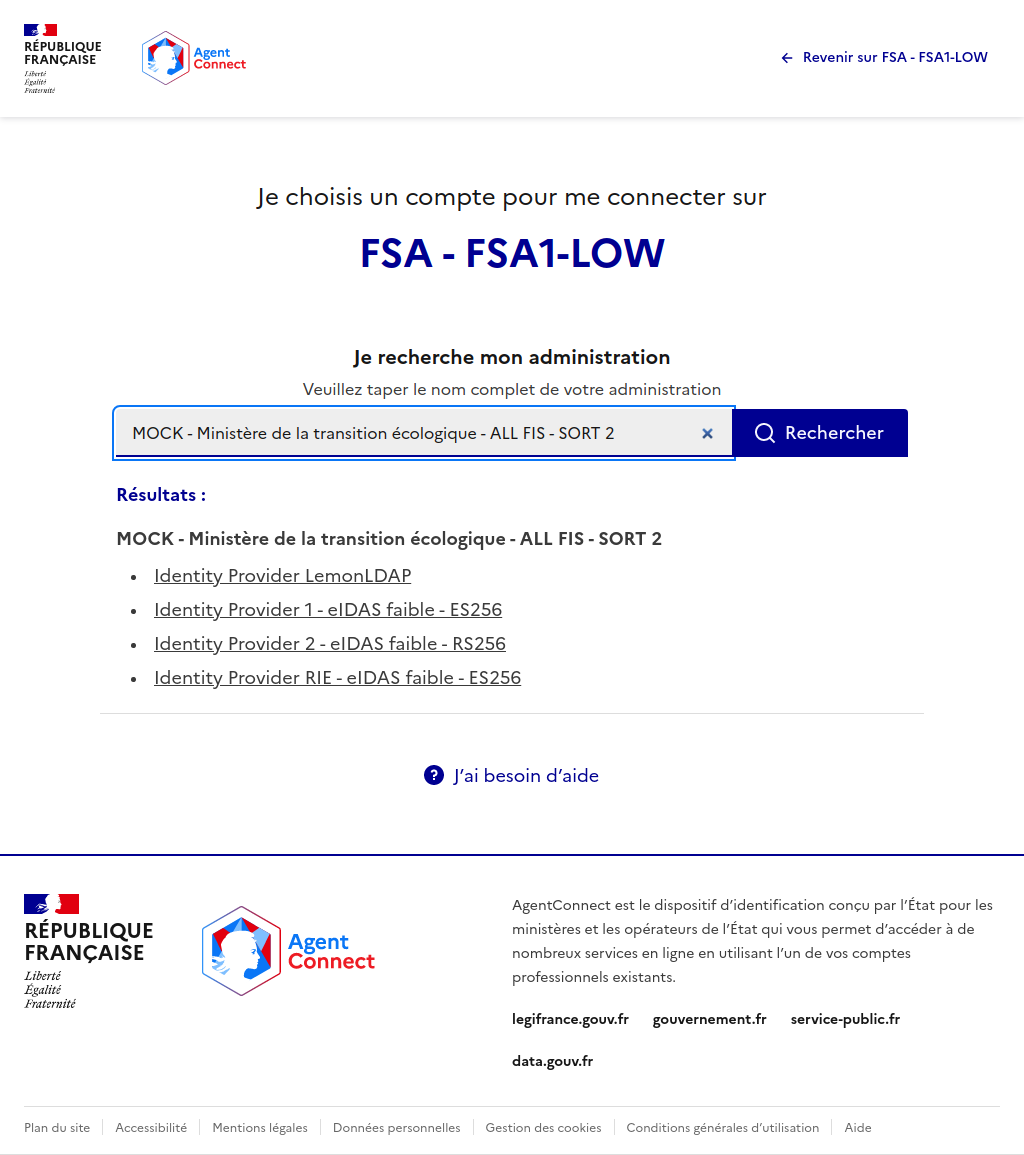 RÉPUBLIQUE
FRANÇAISE
Liberté
Égalité
Fraternité
Agent
Connect
Revenir sur FSA - FSA1-LOW
Je choisis un compte pour me connecter sur
FSA - FSA1-LOW
Je recherche mon administration
Veuillez taper le nom complet de votre administration
MOCK - Ministère de la transition écologique - ALL FIS - SORT 2
Rechercher
Résultats :
MOCK - Ministère de la transition écologique - ALL FIS - SORT 2
Identity Provider LemonLDAP
Identity Provider 1 - eIDAS faible - ES256
Identity Provider 2 - eIDAS faible - RS256
Identity Provider RIE - eIDAS faible - ES256
J’ai besoin d’aide
RÉPUBLIQUE
FRANÇAISE
Liberté
Égalité
Fraternité
Agent
Connect
AgentConnect est le dispositif d’identification conçu par l’État pour les
ministères et les opérateurs de l’État qui vous permet d’accéder à de
nombreux services en ligne en utilisant l’un de vos comptes
professionnels existants.
legifrance.gouv.fr gouvernement.fr service-public.fr
data.gouv.fr
Plan du site Accessibilité Mentions légales Données personnelles Gestion des cookies Conditions générales d’utilisation Aide